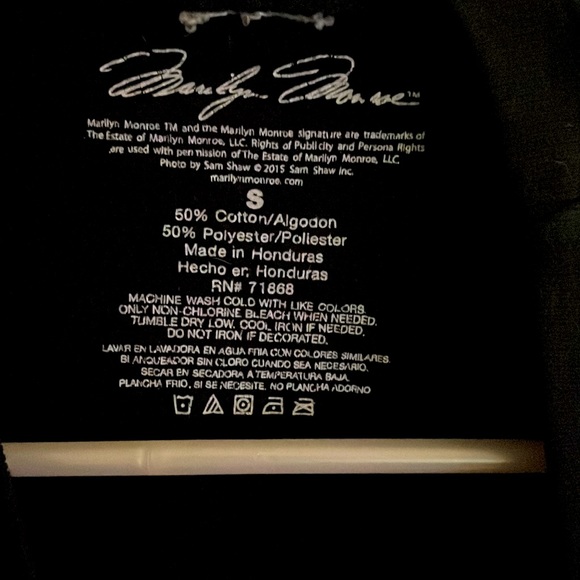 Marilyn Monroe™
Marilyn Monroe TM and the Marilyn Monroe signature are trademarks of
The Estate of Marilyn Monroe, LLC. Rights of Publicity and Persona Rights
are used with permission of The Estate of Marilyn Monroe, LLC
Photo by Sam Shaw © 2015 Sam Shaw Inc.
marilynmonroe.com
S
50% Cotton/Algodon
50% Polyester/Poliester
Made in Honduras
Hecho en Honduras
RN# 71868
MACHINE WASH COLD WITH LIKE COLORS.
ONLY NON-CHLORINE BLEACH WHEN NEEDED.
TUMBLE DRY LOW. COOL IRON IF NEEDED.
DO NOT IRON IF DECORATED.
LAVAR EN LAVADORA EN AGUA FRIA CON COLORES SIMILARES.
BLANQUEADOR SIN CLORO CUANDO SEA NECESARIO.
SECAR EN SECADORA A TEMPERATURA BAJA.
PLANCHA FRIO, SI SE NECESITE. NO PLANCHA ADORNO